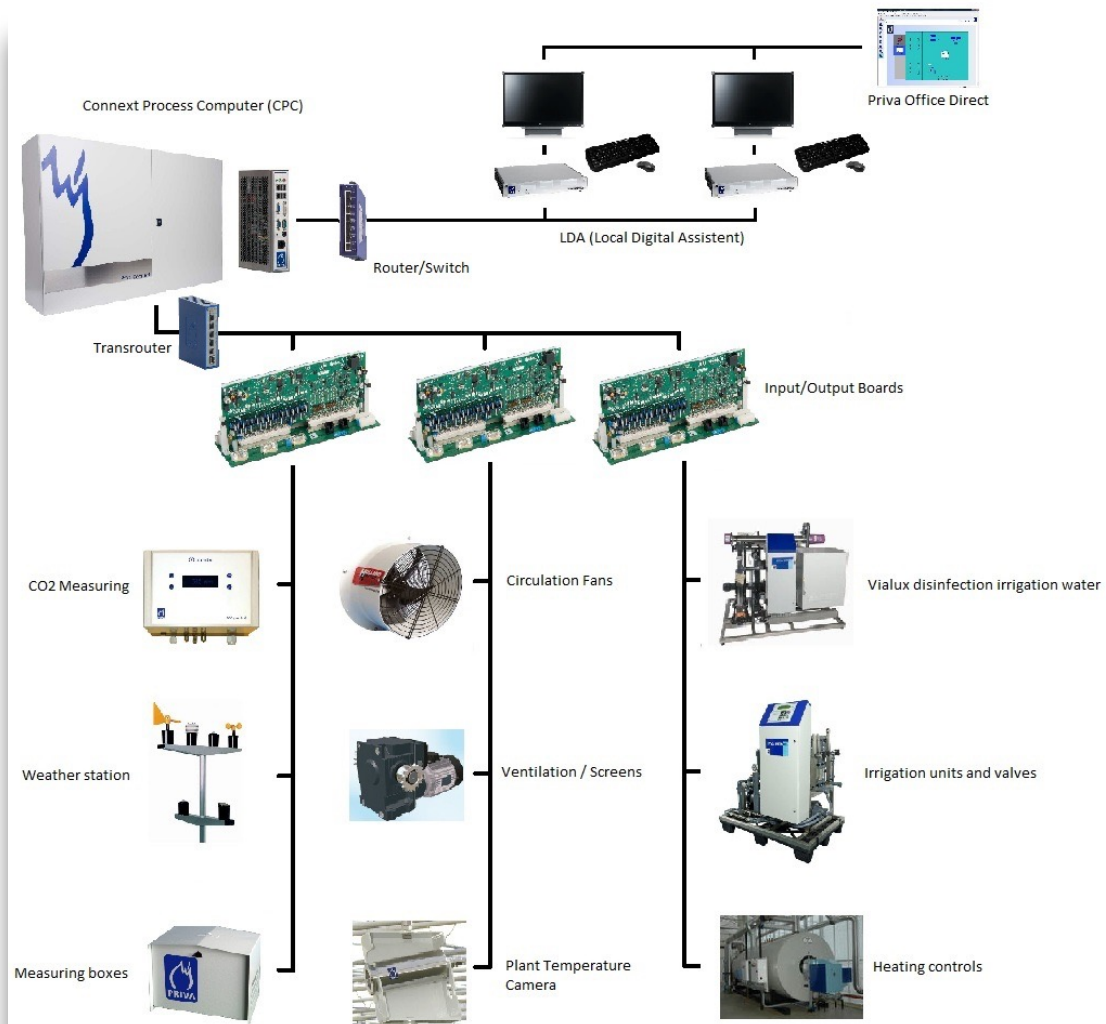 Priva Office Direct
Connext Process Computer (CPC)
LDA (Local Digital Assistent)
Router/Switch
Transrouter
Input/Output Boards
CO2 Measuring
Circulation Fans
Vialux disinfection irrigation water
Weather station
Ventilation / Screens
Irrigation units and valves
Measuring boxes
PRIVA
Plant Temperature
Camera
Heating controls